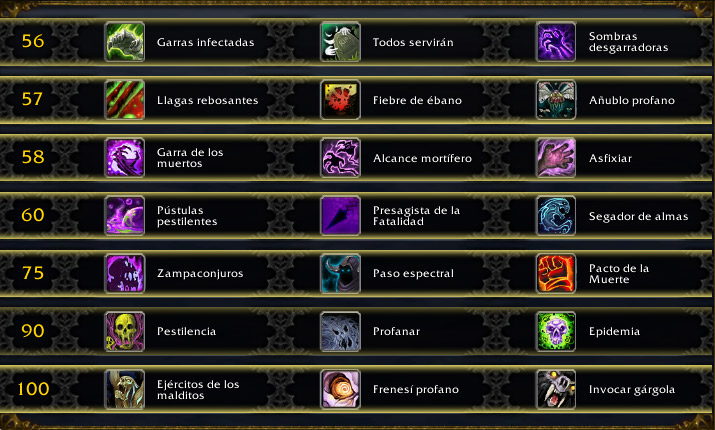 56
Garras infectadas
Todos servirán
Sombras
desgarradoras
57
Llagas rebosantes
Fiebre de ébano
Añublo profano
58
Garra de los
muertos
Alcance mortífero
Asfixiar
60
Pústulas
pestilentes
Presagista de la
Fatalidad
Segador de almas
75
Zampaconjuros
Paso espectral
Pacto de la
Muerte
90
Pestilencia
Profanar
Epidemia
100
Ejércitos de los
malditos
Frenesí profano
Invocar gárgola